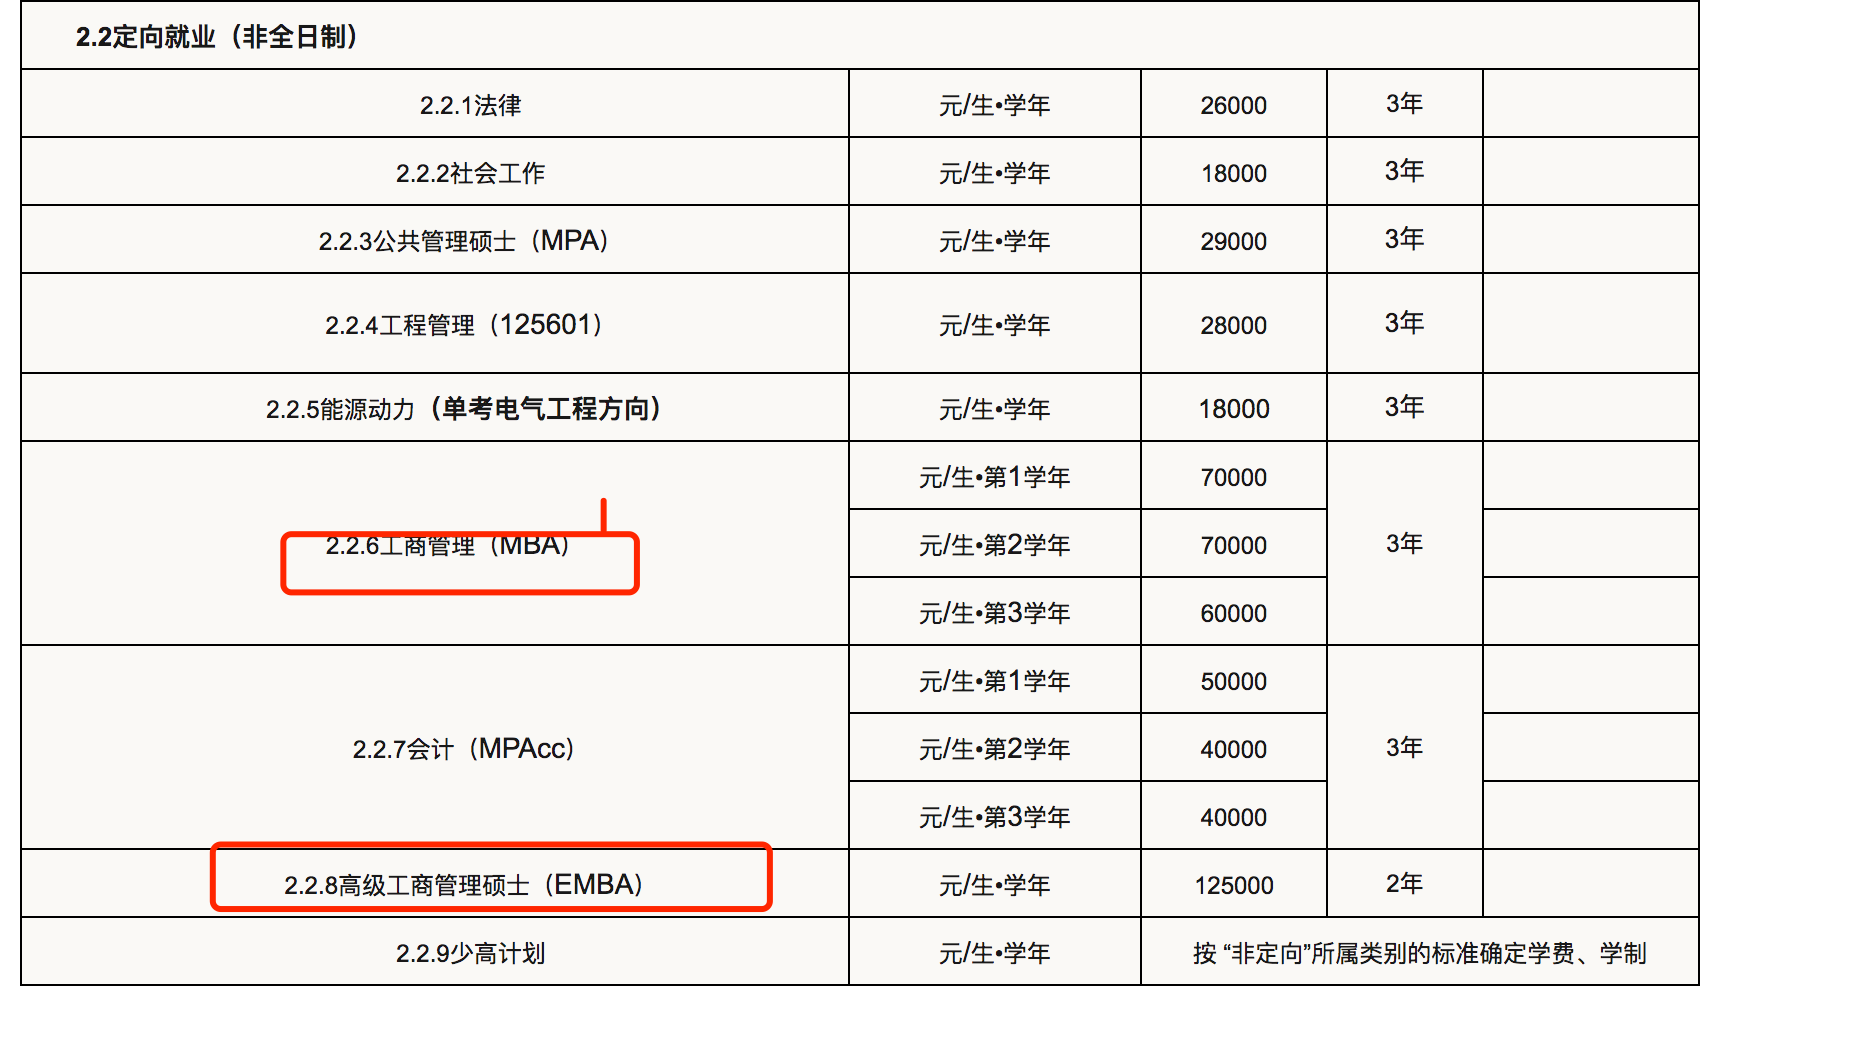 2.2定向就业（非全日制）
2.2.1法律 元/生•学年 26000 3年
2.2.2社会工作 元/生•学年 18000 3年
2.2.3公共管理硕士（MPA） 元/生•学年 29000 3年
2.2.4工程管理（125601） 元/生•学年 28000 3年
2.2.5能源动力（单考电气工程方向） 元/生•学年 18000 3年
2.2.6工商管理（MBA） 元/生•第1学年 70000 3年
元/生•第2学年 70000
元/生•第3学年 60000
2.2.7会计（MPAcc） 元/生•第1学年 50000 3年
元/生•第2学年 40000
元/生•第3学年 40000
2.2.8高级工商管理硕士（EMBA） 元/生•学年 125000 2年
2.2.9少高计划 元/生•学年 按 “非定向”所属类别的标准确定学费、学制